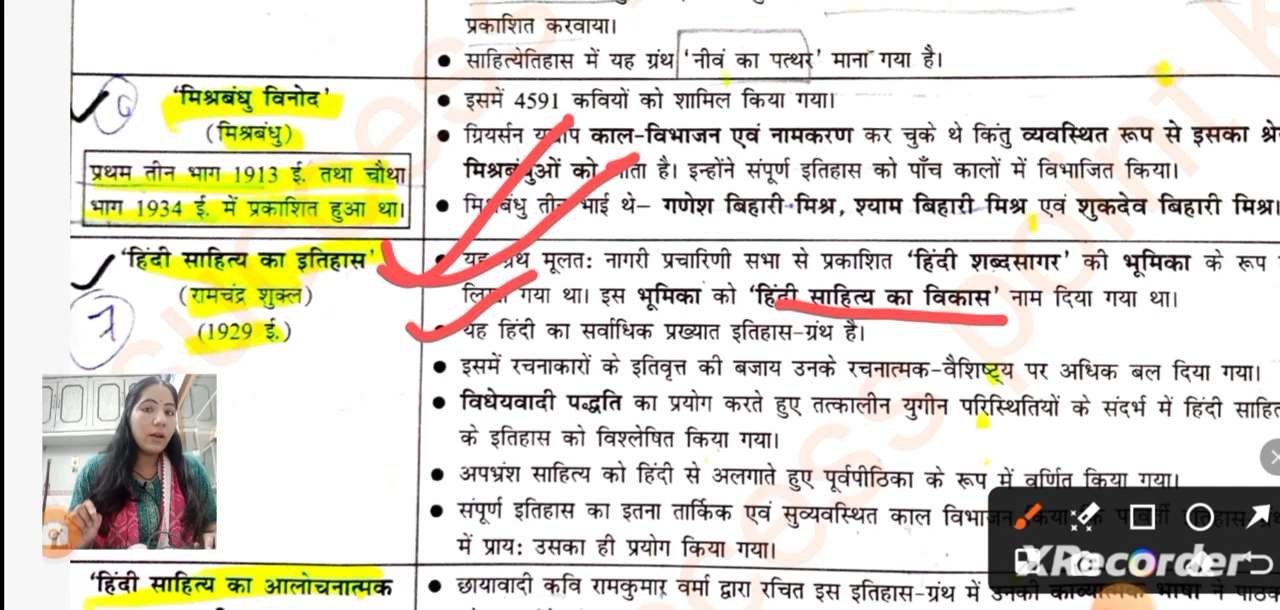 प्रकाशित करवाया।
• साहित्येतिहास में यह ग्रंथ 'नीवं का पत्थर' माना गया है।
6
'मिश्रबंधु विनोद'
(मिश्रबंधु)
प्रथम तीन भाग 1913 ई. तथा चौथा
भाग 1934 ई. में प्रकाशित हुआ था।
• इसमें 4591 कवियों को शामिल किया गया।
• ग्रियर्सन काल-विभाजन एवं नामकरण कर चुके थे किंतु व्यवस्थित रूप से इसका
मिश्रबंधुओं को है। इन्होंने संपूर्ण इतिहास को पाँच कालों में विभाजित किया।
• मिश्रबंधु तीन भाई थे– गणेश बिहारी मिश्र, श्याम बिहारी मिश्र एवं शुकदेव बिहारी मिश्र।
7
'हिंदी साहित्य का इतिहास'
(रामचंद्र शुक्ल)
(1929 ई.)
• यह ग्रंथ मूलत: नागरी प्रचारिणी सभा से प्रकाशित 'हिंदी शब्दसागर' की भूमिका के रूप
गया था। इस भूमिका को 'हिंदी साहित्य का विकास' नाम दिया गया था।
यह हिंदी का सर्वाधिक प्रख्यात इतिहास-ग्रंथ है।
• इसमें रचनाकारों के इतिवृत्त की बजाय उनके रचनात्मक-वैशिष्ट्य पर अधिक बल दिया गया।
• विधेयवादी पद्धति का प्रयोग करते हुए तत्कालीन युगीन परिस्थितियों के संदर्भ में हिंदी
के इतिहास को विश्लेषित किया गया।
• अपभ्रंश साहित्य को हिंदी से अलगाते हुए पूर्वपीठिका के रूप में वर्णित किया गया।
• संपूर्ण इतिहास का इतना तार्किक एवं सुव्यवस्थित काल विभाजन किया
में प्राय: उसका ही प्रयोग किया गया।
XRecorder
'हिंदी साहित्य का आलोचनात्मक
• छायावादी कवि रामकुमार वर्मा द्वारा रचित इस इतिहास-ग्रंथ में उनकी काव्यात्मक भाषा ने